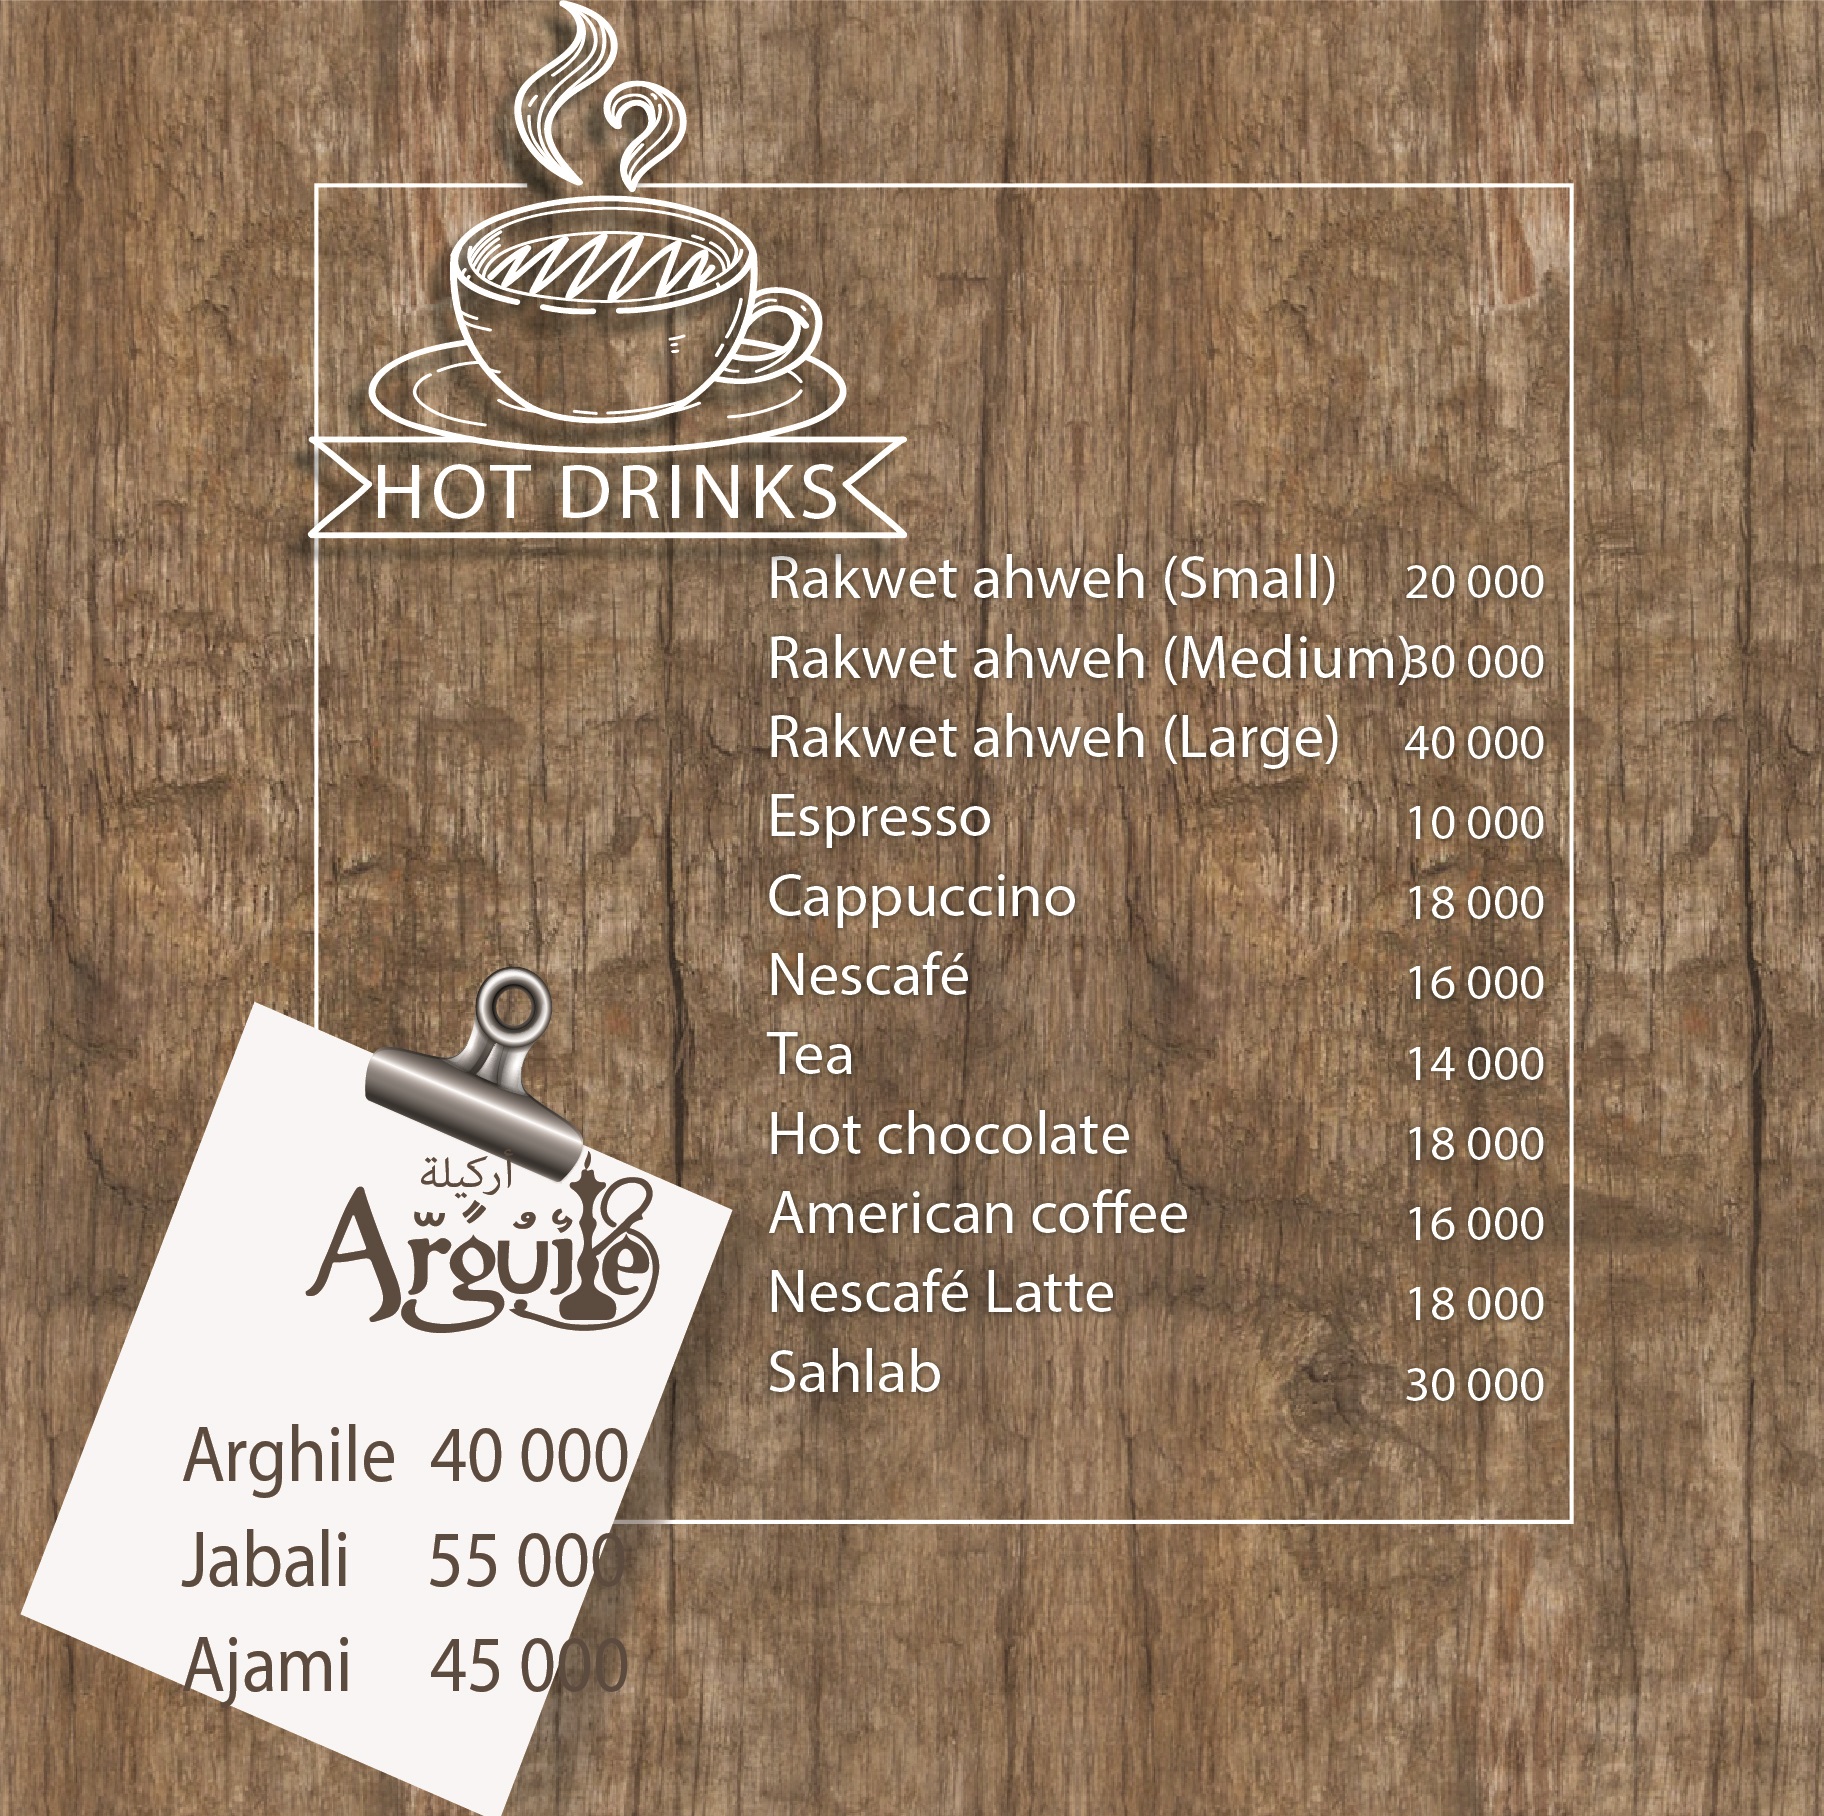 HOT DRINKS
Rakwet ahweh (Small) 20 000
Rakwet ahweh (Medium) 30 000
Rakwet ahweh (Large) 40 000
Espresso 10 000
Cappuccino 18 000
Nescafé 16 000
Tea 14 000
Hot chocolate 18 000
American coffee 16 000
Nescafé Latte 18 000
Sahlab 30 000
أركيلة
Arguile
Arghile 40 000
Jabali 55 000
Ajami 45 000